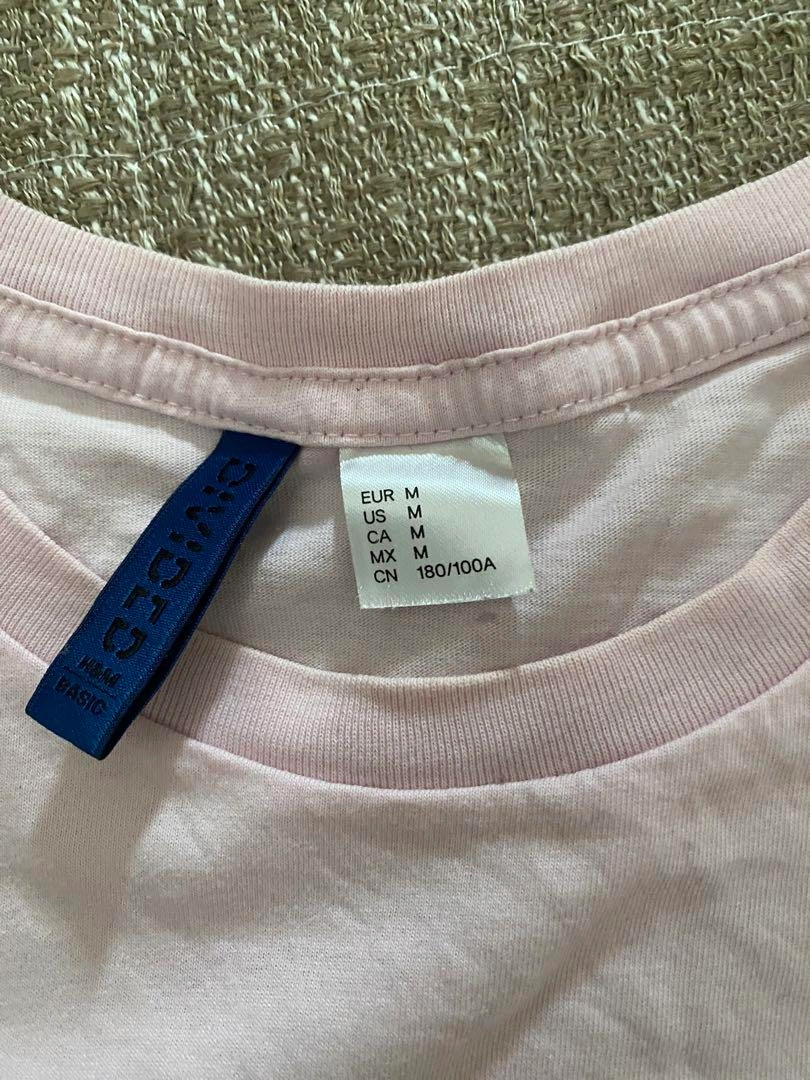 DIVIDED
H&M
BASIC
EUR M
US M
CA M
MX M
CN 180/100A